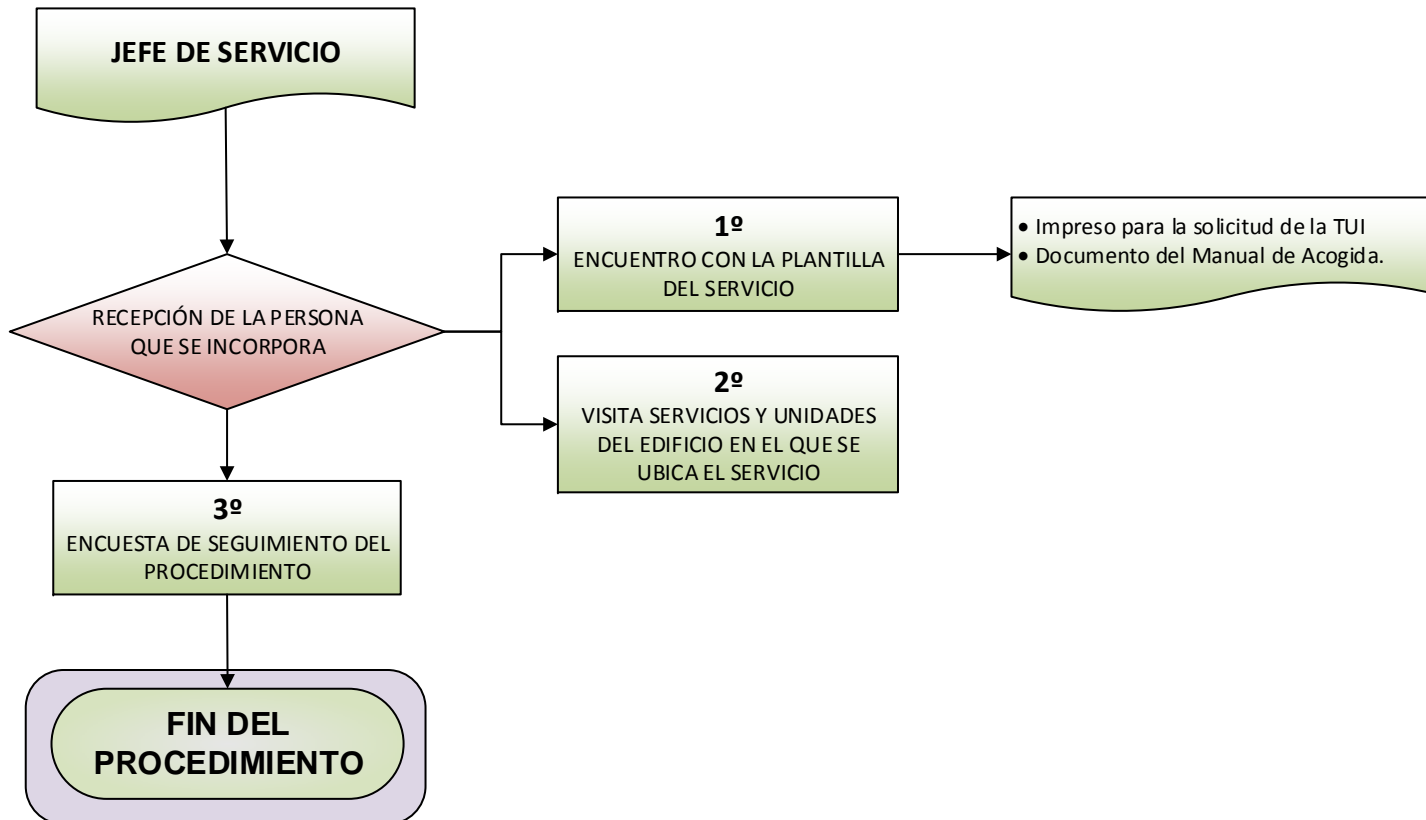 JEFE DE SERVICIO
1º
ENCUENTRO CON LA PLANTILLA
DEL SERVICIO
• Impreso para la solicitud de la TUI
• Documento del Manual de Acogida.
RECEPCIÓN DE LA PERSONA
QUE SE INCORPORA
2º
VISITA SERVICIOS Y UNIDADES
DEL EDIFICIO EN EL QUE SE
UBICA EL SERVICIO
3º
ENCUESTA DE SEGUIMIENTO DEL
PROCEDIMIENTO
FIN DEL
PROCEDIMIENTO